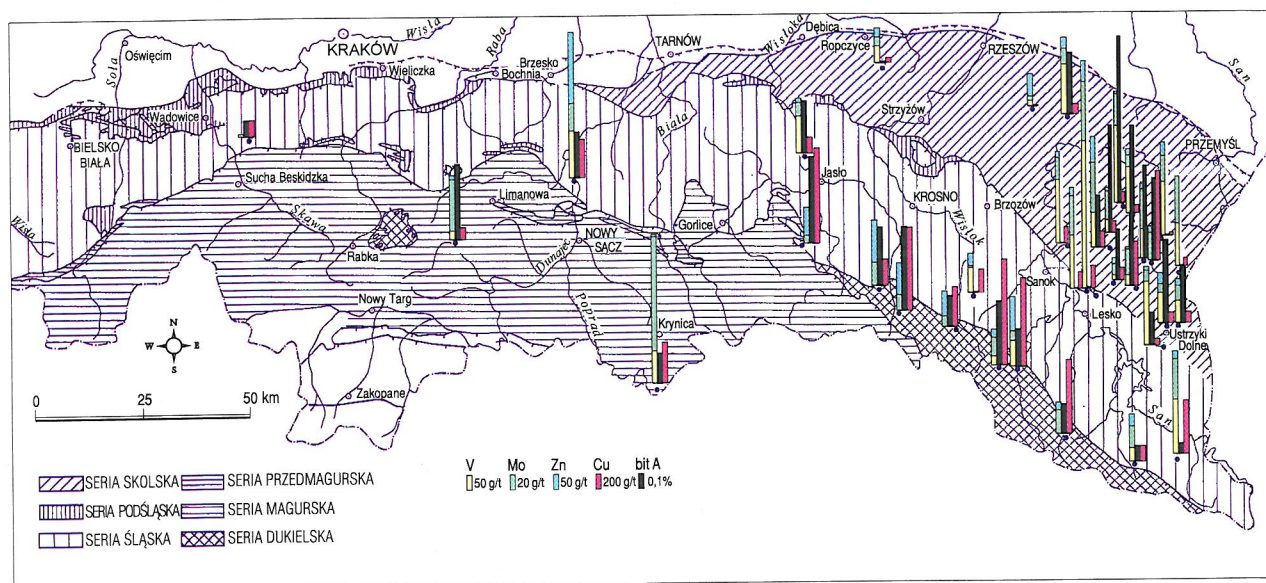 Wisła
Dębica
Oświęcim
Soła
KRAKÓW
Raba
TARNÓW
Wisłoka
Ropczyce
RZESZÓW
San
Wieliczka
Brzesko
Bochnia
Wadowice
Strzyżów
Biała
BIELSKO
BIAŁA
PRZEMYŚL
Sucha Beskidzka
Jasło
Limanowa
KROSNO
Brzozów
Skawa
Gorlice
Wisłok
Wisła
NOWY
SĄCZ
Rabka
Dunajec
Sanok
Nowy Targ
Poprad
Krynica
Lesko
Ustrzyki
Dolne
N
W E
S
Zakopane
0 25 50 km
San
V Mo Zn Cu bit A
50 g/t 20 g/t 50 g/t 200 g/t 0,1%
SERIA SKOLSKA SERIA PRZEDMAGURSKA
SERIA PODŚLĄSKA SERIA MAGURSKA
SERIA ŚLĄSKA SERIA DUKIELSKA